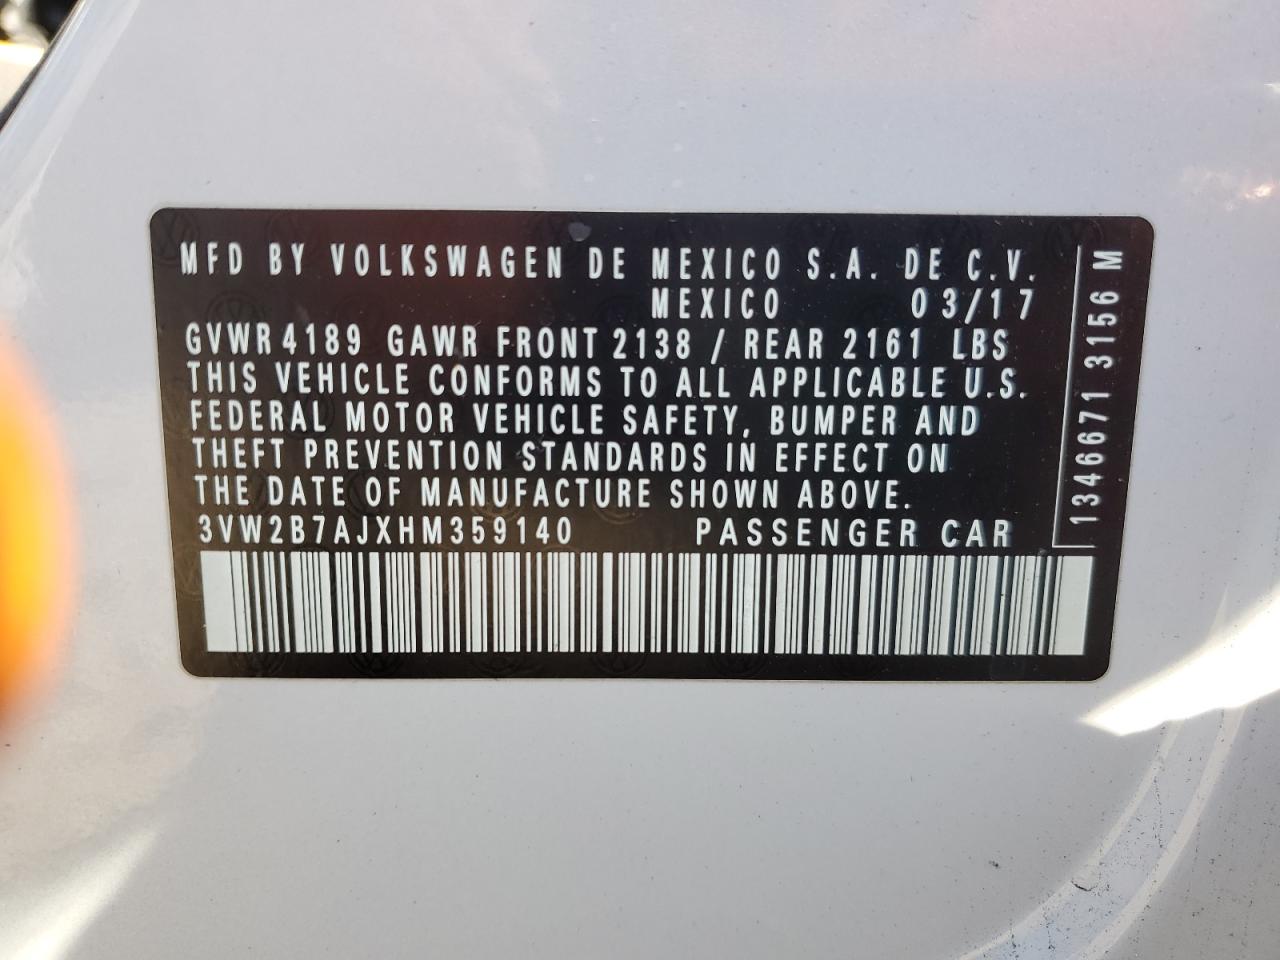 MFD BY VOLKSWAGEN DE MEXICO S.A. DE C.V.
MEXICO 03/17
GVWR 4189 GAWR FRONT 2138 / REAR 2161 LBS
THIS VEHICLE CONFORMS TO ALL APPLICABLE U.S.
FEDERAL MOTOR VEHICLE SAFETY, BUMPER AND
THEFT PREVENTION STANDARDS IN EFFECT ON
THE DATE OF MANUFACTURE SHOWN ABOVE.
3VW2B7AJXHM359140 PASSENGER CAR
1346671 3156 M